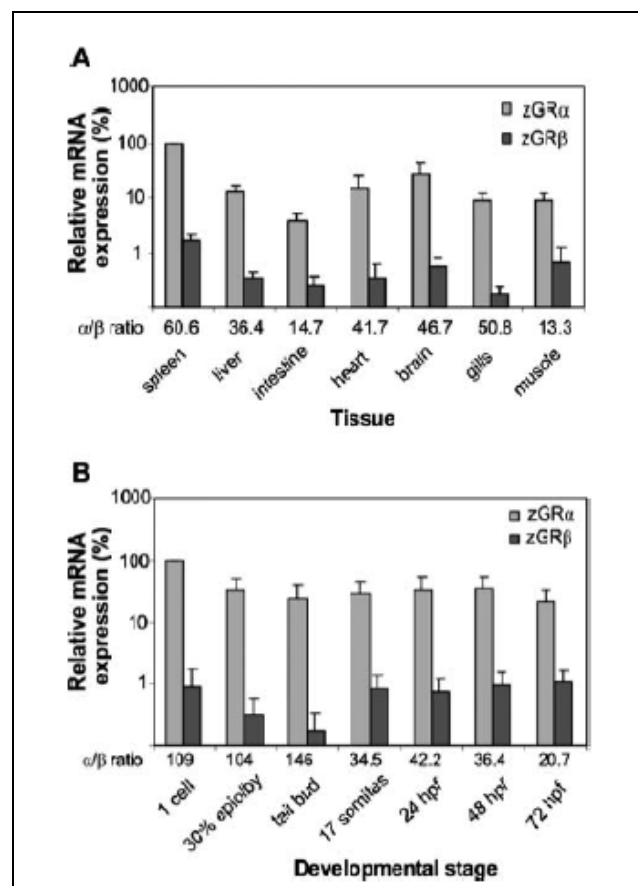 A
Relative mRNA expression (%)
1000
100
10
1
zGRα
zGRβ
α/β ratio 60.6 36.4 14.7 41.7 46.7 50.8 13.3
spleen liver intestine heart brain gills muscle
Tissue
B
Relative mRNA expression (%)
1000
100
10
1
zGRα
zGRβ
α/β ratio 109 104 146 34.5 42.2 36.4 20.7
1 cell 30% epiolby tail bud 17 somites 24 hpf 48 hpf 72 hpf
Developmental stage